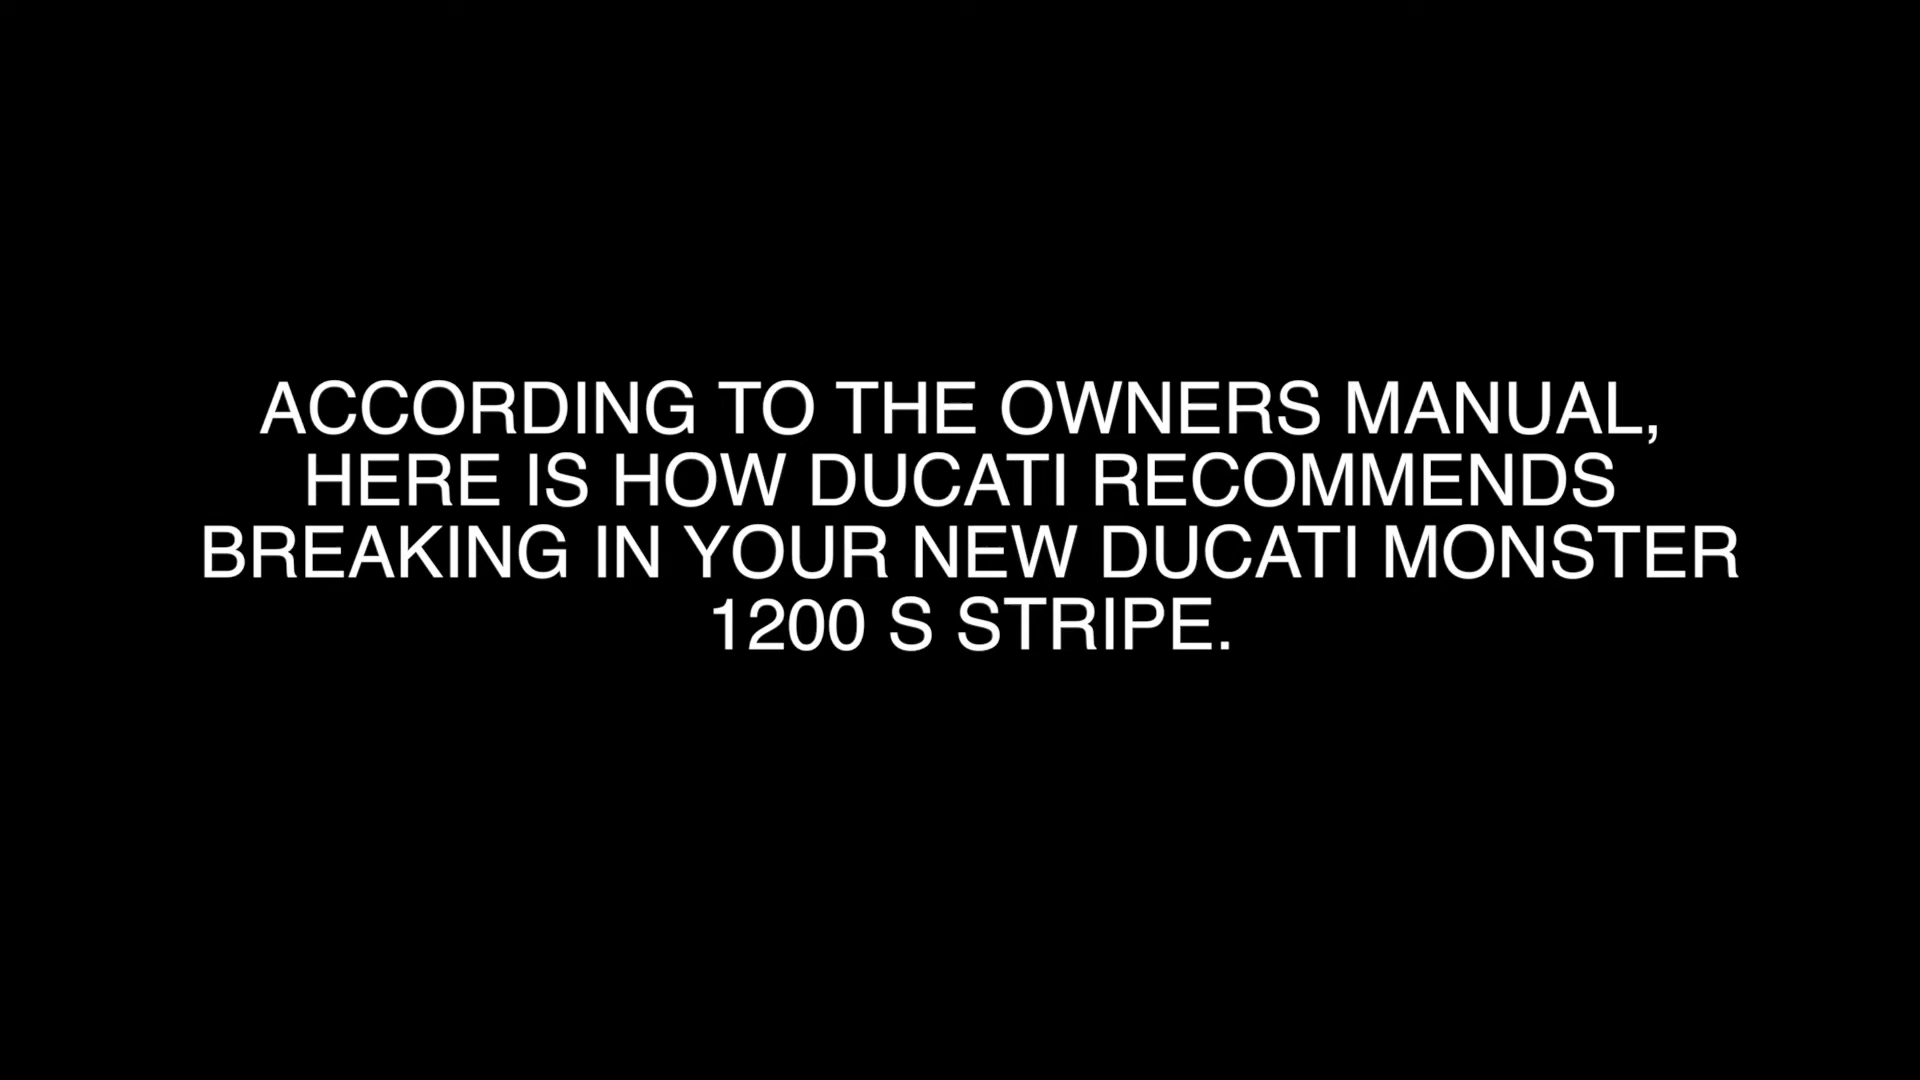 ACCORDING TO THE OWNERS MANUAL,
HERE IS HOW DUCATI RECOMMENDS
BREAKING IN YOUR NEW DUCATI MONSTER
1200 S STRIPE.